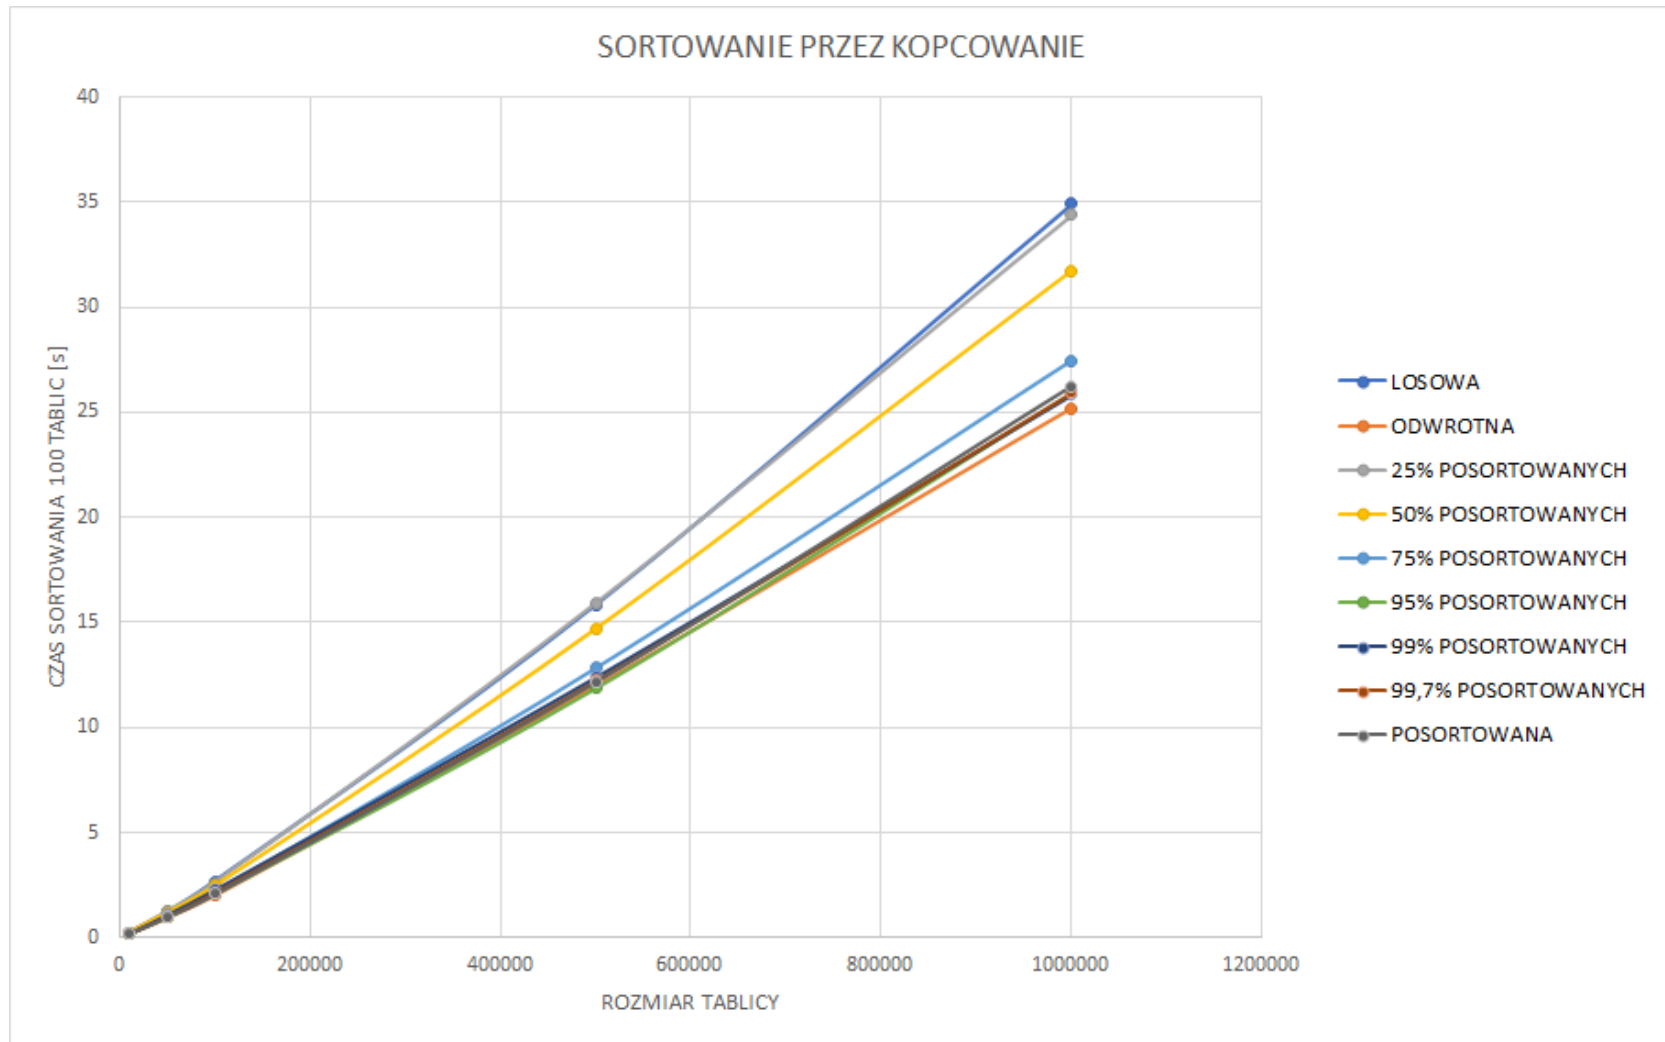 SORTOWANIE PRZEZ KOPCOWANIE
CZAS SORTOWANIA 100 TABLIC [s]
40
35
30
25
20
15
10
5
0
0 200000 400000 600000 800000 1000000 1200000
ROZMIAR TABLICY
LOSOWA
ODWROTNA
25% POSORTOWANYCH
50% POSORTOWANYCH
75% POSORTOWANYCH
95% POSORTOWANYCH
99% POSORTOWANYCH
99,7% POSORTOWANYCH
POSORTOWANA